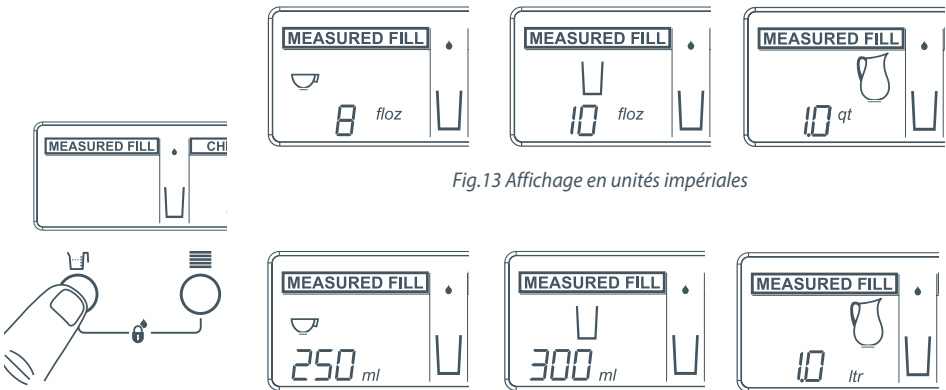 MEASURED FILL
8 floz
MEASURED FILL
10 floz
MEASURED FILL
1.0 qt
Fig.13 Affichage en unités impériales
MEASURED FILL CH
MEASURED FILL
250 ml
MEASURED FILL
300 ml
MEASURED FILL
1.0 ltr